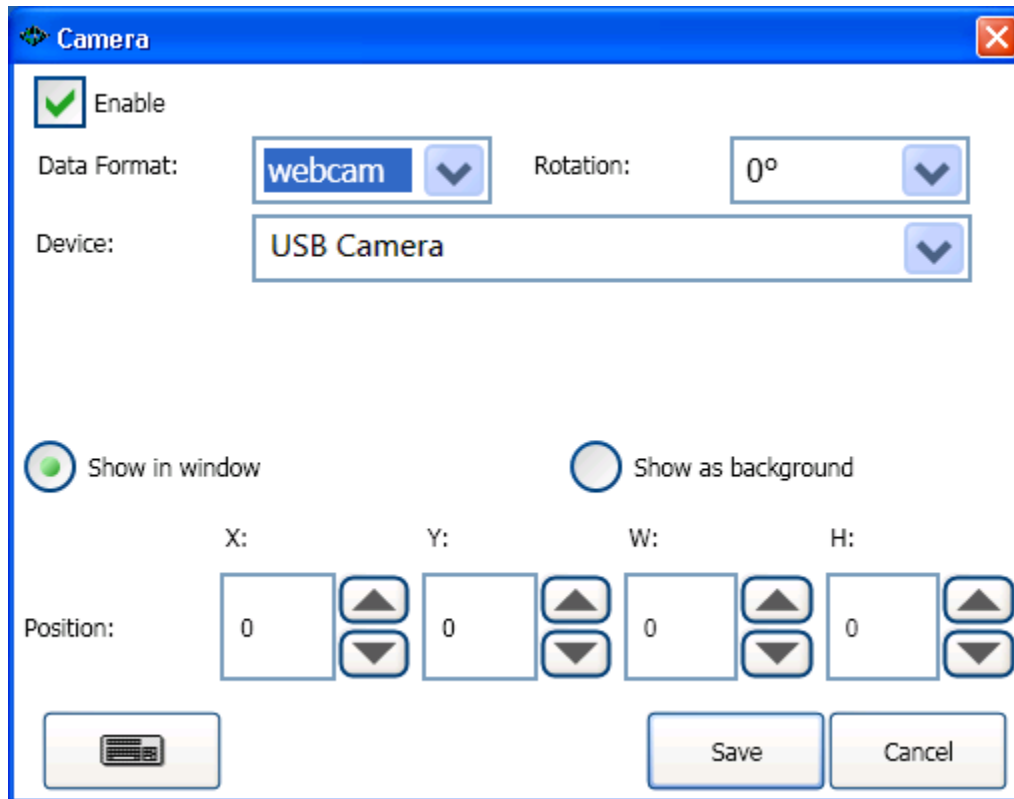 Camera
Enable
Data Format: webcam Rotation: 0º
Device: USB Camera
Show in window Show as background
X: Y: W: H:
Position: 0 0 0 0
Save Cancel